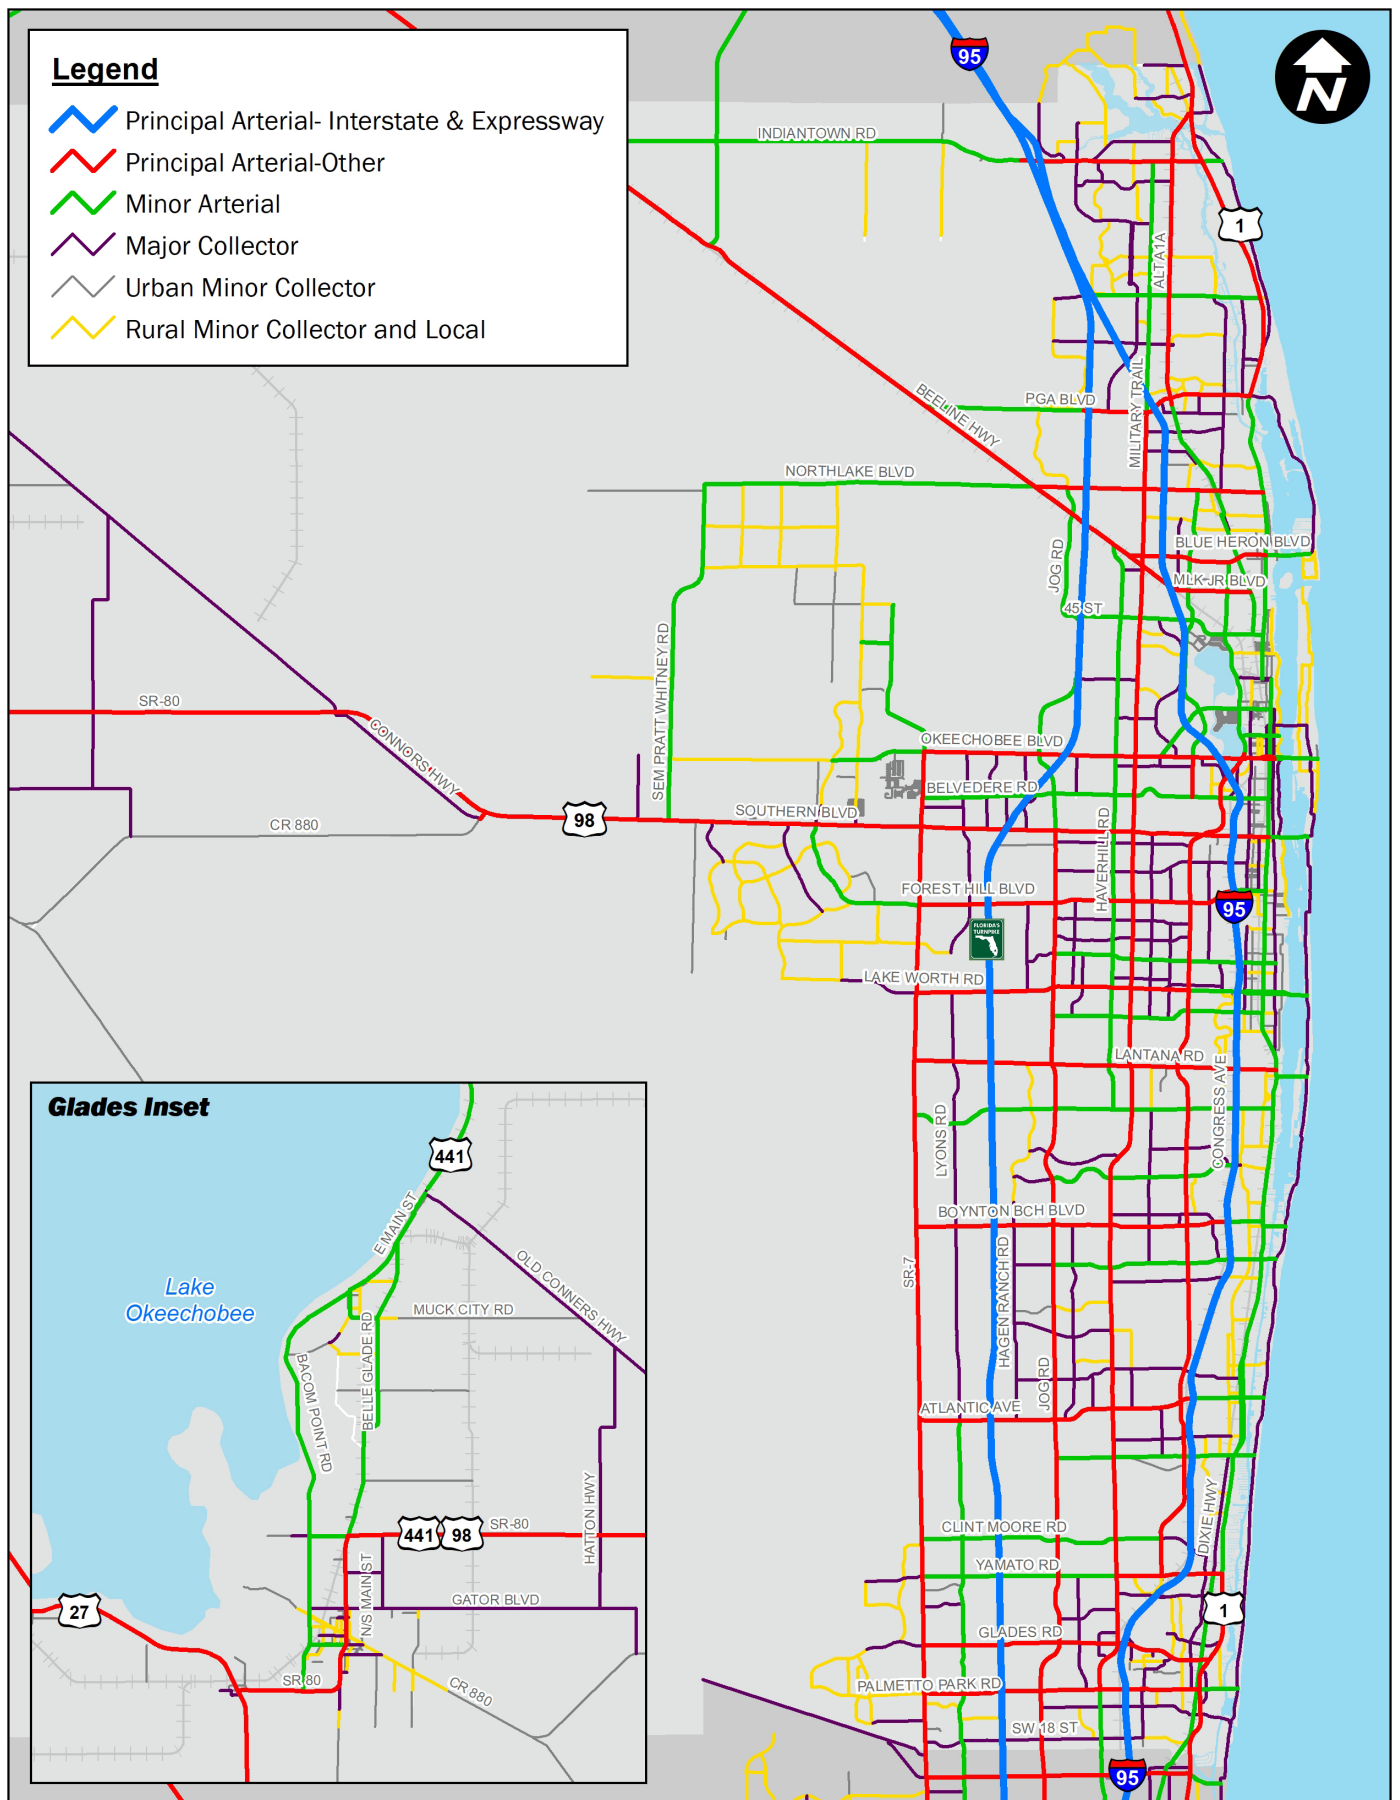 Legend
Principal Arterial- Interstate & Expressway
Principal Arterial-Other
Minor Arterial
Major Collector
Urban Minor Collector
Rural Minor Collector and Local
95
N
INDIANTOWN RD
1
ALT A1A
MILITARY TRAIL
BEELINE HWY
PGA BLVD
NORTHLAKE BLVD
BLUE HERON BLVD
JOG RD
MLK JR BLVD
45 ST
SEM PRATT WHITNEY RD
SR-80
CONNORS HWY
OKEECHOBEE BLVD
BELVEDERE RD
98
SOUTHERN BLVD
CR 880
HAVERHILL RD
FOREST HILL BLVD
95
FLORIDA'S
TURNPIKE
LAKE WORTH RD
LANTANA RD
CONGRESS AVE
LYONS RD
BOYNTON BCH BLVD
SR-7
HAGEN RANCH RD
JOG RD
ATLANTIC AVE
DIXIE HWY
CLINT MOORE RD
YAMATO RD
1
GLADES RD
PALMETTO PARK RD
SW 18 ST
95
Glades Inset
441
E MAIN ST
Lake
Okeechobee
OLD CONNERS HWY
MUCK CITY RD
BELLE GLADE RD
BACOM POINT RD
HATTON HWY
441
98
SR-80
N/S MAIN ST
GATOR BLVD
27
SR 80
CR 880